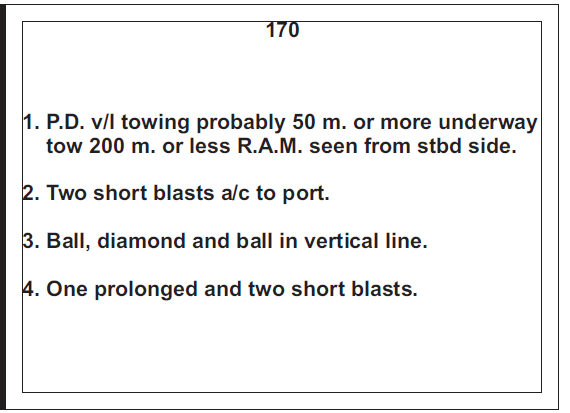 170
1. P.D. v/l towing probably 50 m. or more underway
tow 200 m. or less R.A.M. seen from stbd side.
2. Two short blasts a/c to port.
3. Ball, diamond and ball in vertical line.
4. One prolonged and two short blasts.